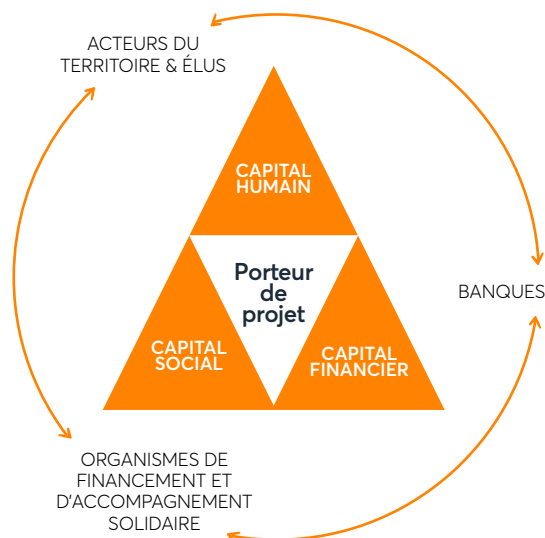 ACTEURS DU
TERRITOIRE & ÉLUS
CAPITAL
HUMAIN
Porteur
de
projet
BANQUES
CAPITAL
SOCIAL
CAPITAL
FINANCIER
ORGANISMES DE
FINANCEMENT ET
D'ACCOMPAGNEMENT
SOLIDAIRE